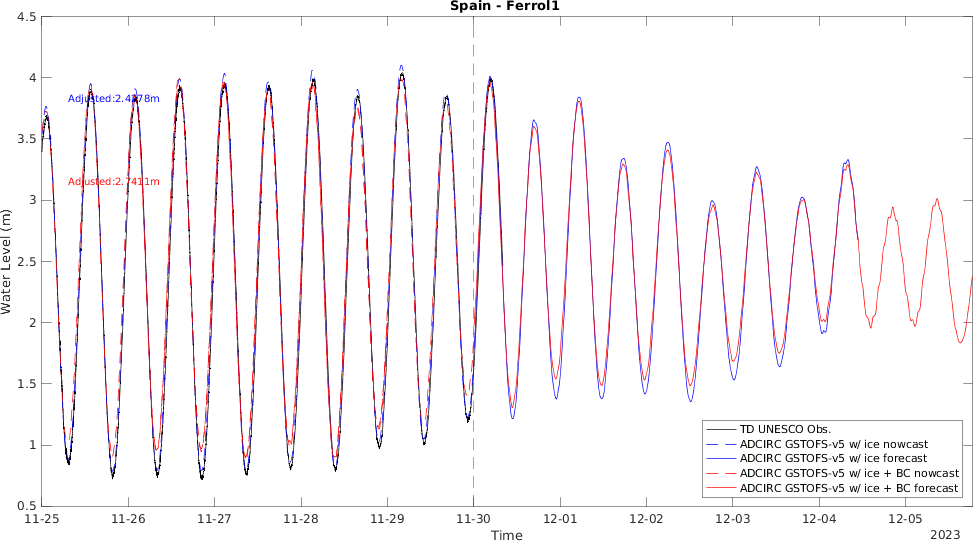 Spain - Ferrol1
4.5
4
3.5
3
2.5
2
1.5
1
0.5
Water Level (m)
Adjusted:2.7411m
TD UNESCO Obs.
ADCIRC GSTOFS-v5 w/ ice nowcast
ADCIRC GSTOFS-v5 w/ ice forecast
ADCIRC GSTOFS-v5 w/ ice + BC nowcast
ADCIRC GSTOFS-v5 w/ ice + BC forecast
11-25 11-26 11-27 11-28 11-29 11-30 12-01 12-02 12-03 12-04 12-05
Time
2023